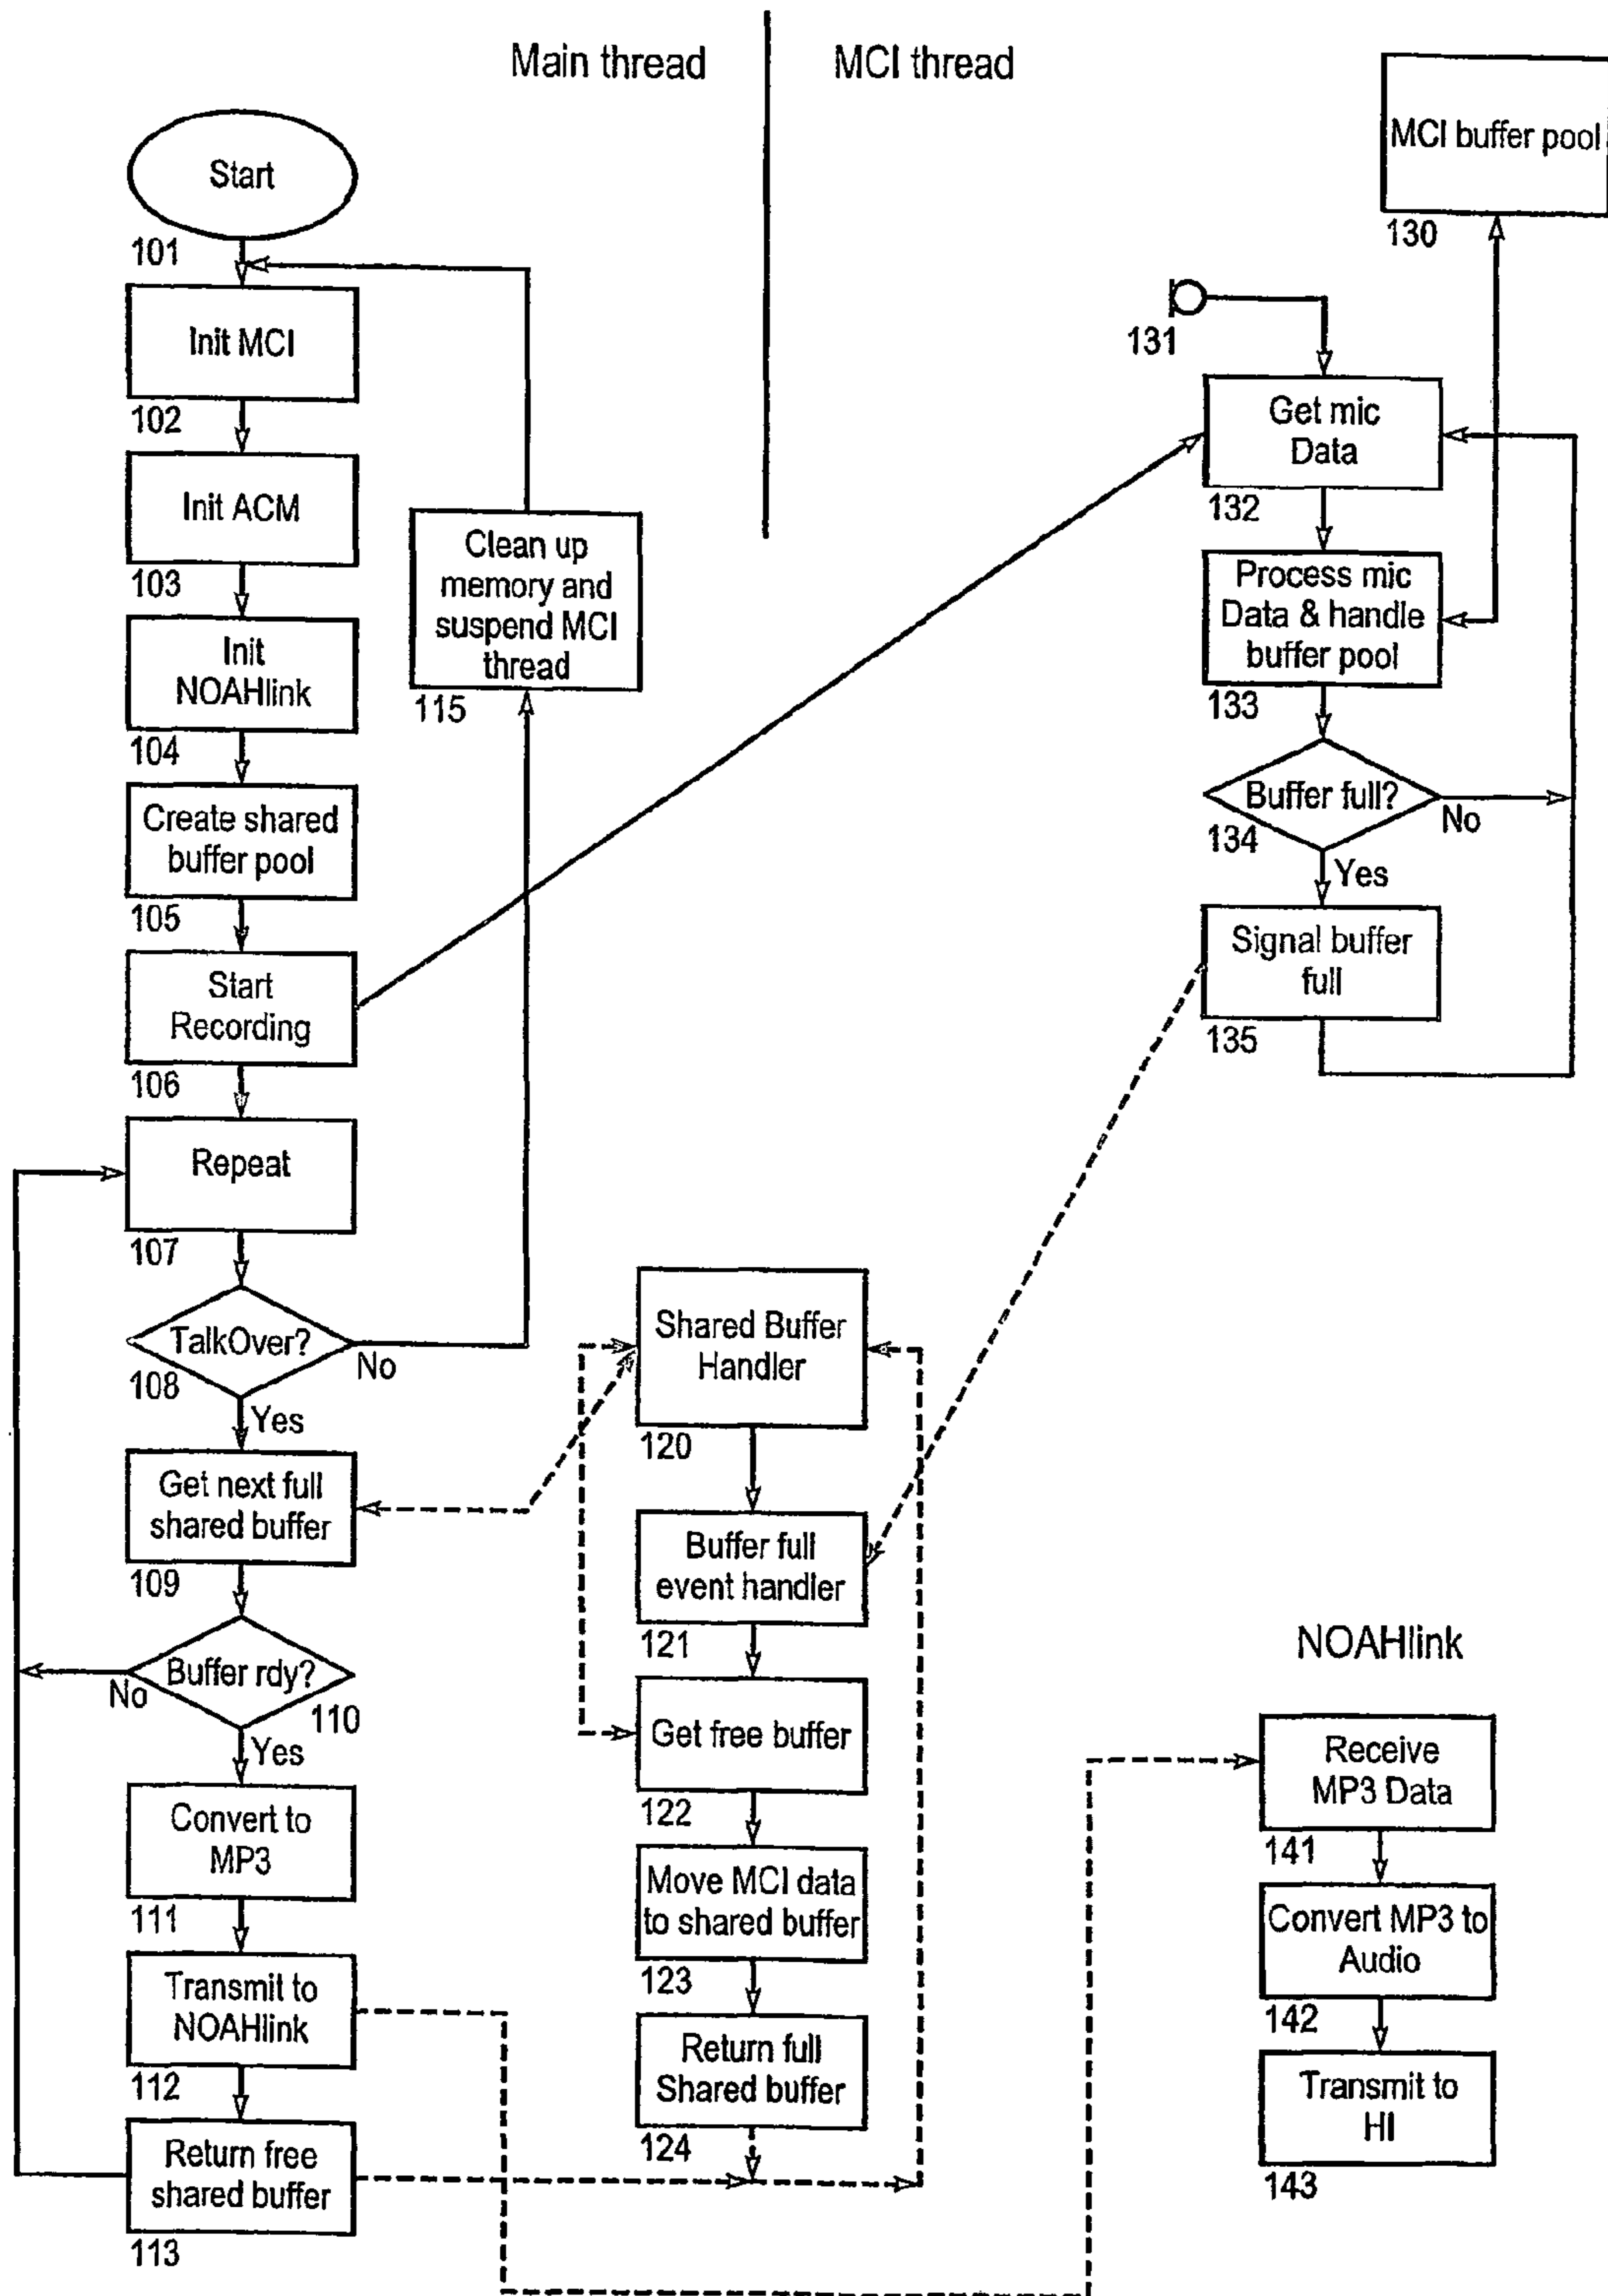 Main thread
MCI thread
Start
101
Init MCI
102
Init ACM
103
Init
NOAHlink
104
Create shared
buffer pool
105
Start
Recording
106
Repeat
107
TalkOver?
108
No
Yes
Get next full
shared buffer
109
Buffer rdy?
No
110
Yes
Convert to
MP3
111
Transmit to
NOAHlink
112
Return free
shared buffer
113
Clean up
memory and
suspend MCI
thread
115
Shared Buffer
Handler
120
Buffer full
event handler
121
Get free buffer
122
Move MCI data
to shared buffer
123
Return full
Shared buffer
124
MCI buffer pool
130
131
Get mic
Data
132
Process mic
Data & handle
buffer pool
133
Buffer full?
134
No
Yes
Signal buffer
full
135
NOAHlink
Receive
MP3 Data
141
Convert MP3 to
Audio
142
Transmit to
HI
143